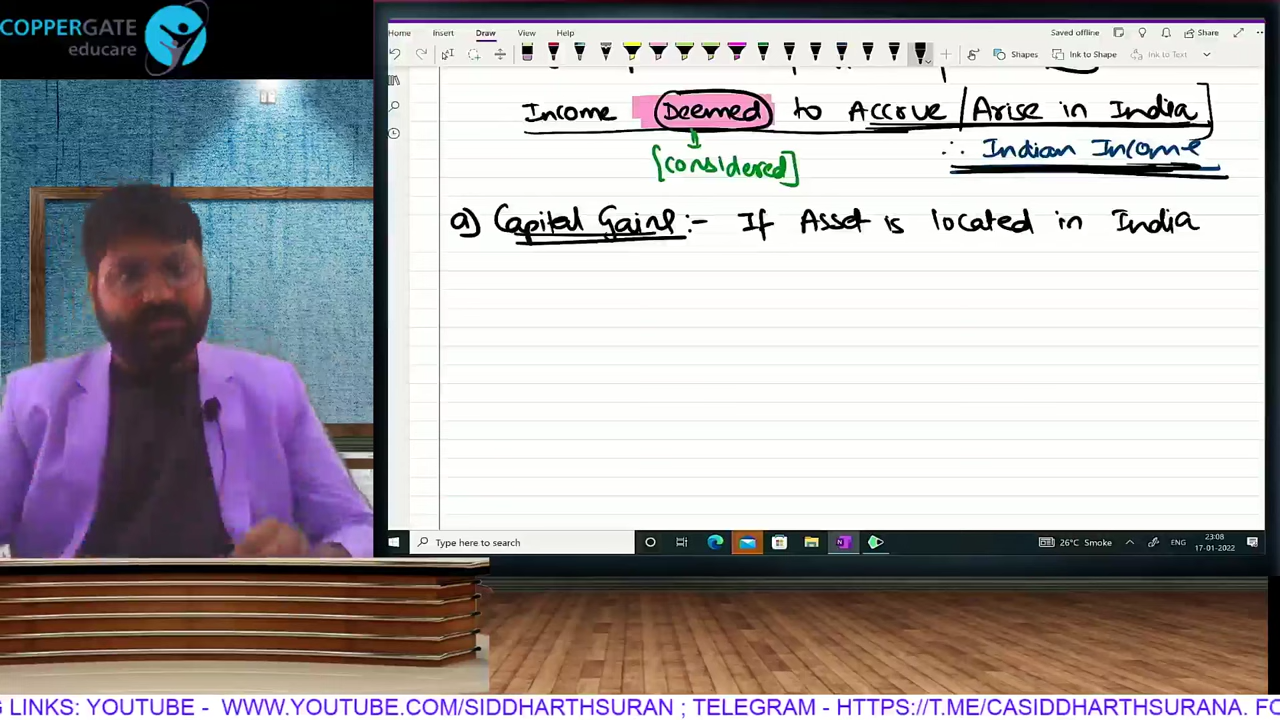 COPPERGATE
educare
Home Insert Draw View Help
Saved offline
Share
Shapes
Ink to Shape
Ink to Text
Income Deemed to Accrue / Arise in India]
[considered]
∴ Indian Income
a) Capital Gains :- If Asset is located in India
Type here to search
26°C Smoke
ENG
23:08
17-01-2022
G LINKS: YOUTUBE - WWW.YOUTUBE.COM/SIDDHARTHSURAN ; TELEGRAM - HTTPS://T.ME/CASIDDHARTHSURANA. FO